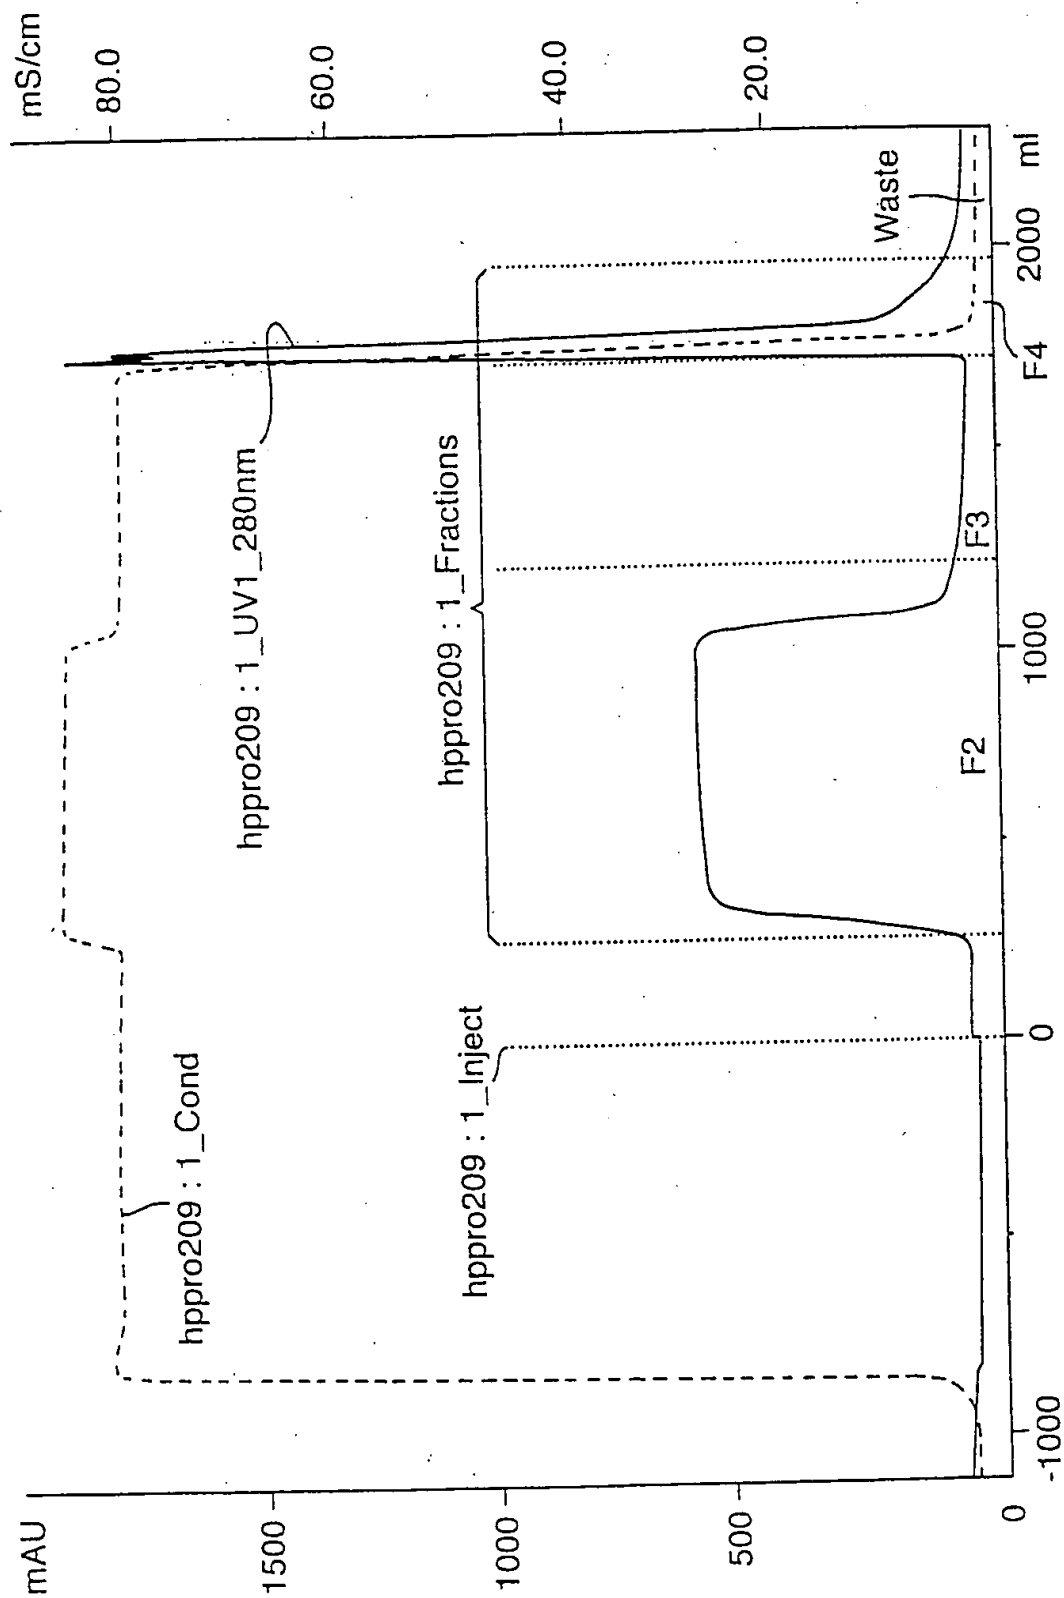 mAU
mS/cm
1500
1000
500
0
80.0
60.0
40.0
20.0
hppro209 : 1_Cond
hppro209 : 1_UV1_280nm
hppro209 : 1_Fractions
hppro209 : 1_Inject
F2
F3
F4
Waste
-1000
0
1000
2000
ml